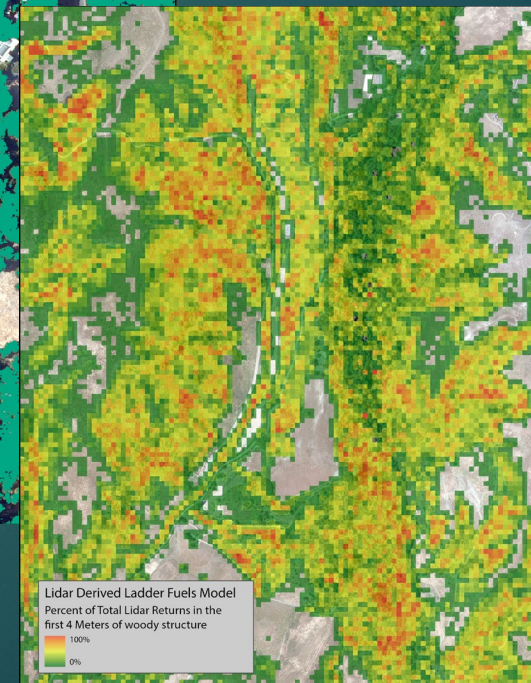 Lidar Derived Ladder Fuels Model
Percent of Total Lidar Returns in the
first 4 Meters of woody structure
100%
0%